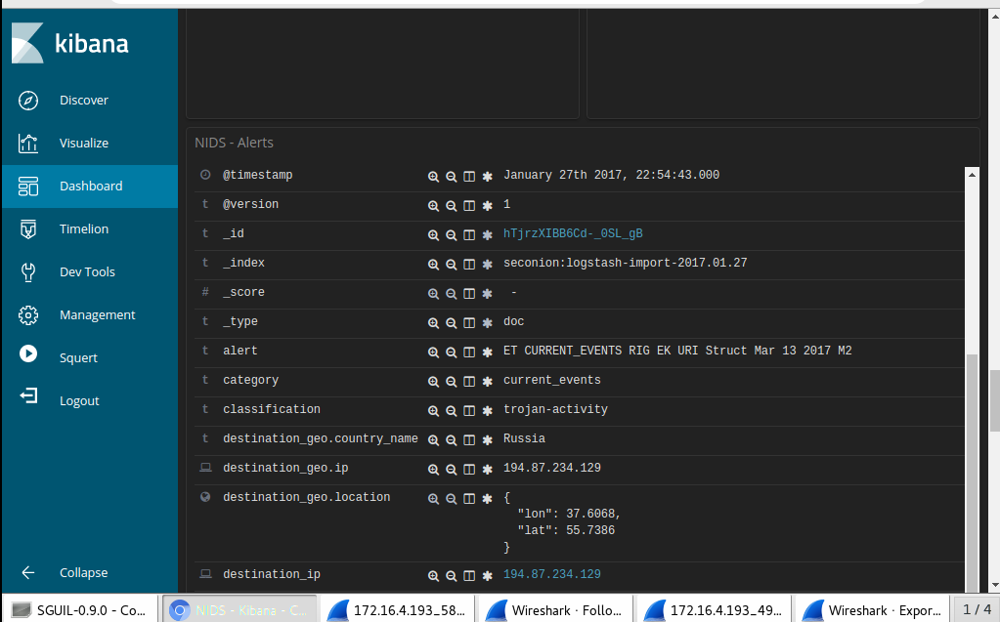 kibana
Discover
Visualize
Dashboard
Timelion
Dev Tools
Management
Squert
Logout
Collapse
NIDS - Alerts
@timestamp January 27th 2017, 22:54:43.000
t @version 1
t _id hTjrzXIBB6Cd-_0SL_gB
t _index seconion:logstash-import-2017.01.27
# _score -
t _type doc
t alert ET CURRENT_EVENTS RIG EK URI Struct Mar 13 2017 M2
t category current_events
t classification trojan-activity
t destination_geo.country_name Russia
destination_geo.ip 194.87.234.129
destination_geo.location {
"lon": 37.6068,
"lat": 55.7386
}
destination_ip 194.87.234.129
SGUIL-0.9.0 - Co... NIDS - Kibana - C... 172.16.4.193_58... Wireshark · Follo... 172.16.4.193_49... Wireshark · Expor... 1 / 4